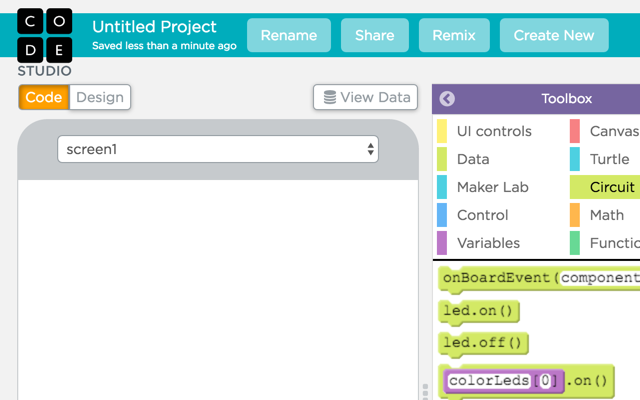 CODE
STUDIO
Untitled Project
Saved less than a minute ago
Rename
Share
Remix
Create New
Code
Design
View Data
screen1
Toolbox
UI controls
Canvas
Data
Turtle
Maker Lab
Circuit
Control
Math
Variables
Functio
onBoardEvent(component
led.on()
led.off()
colorLeds[0].on()